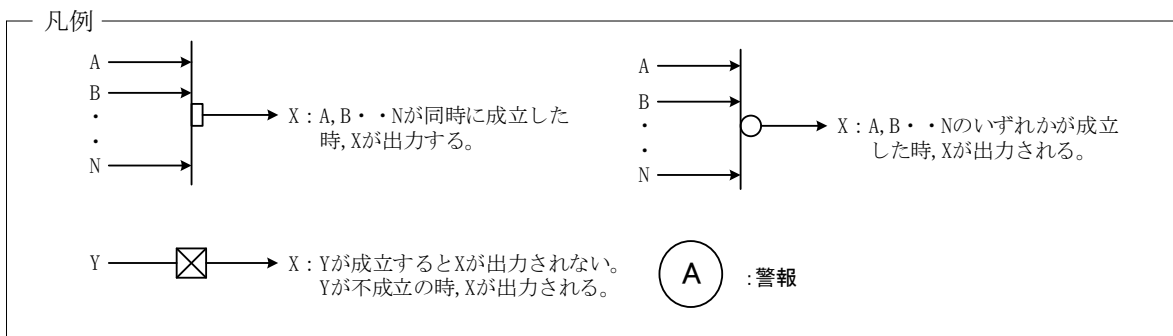 凡例
A
B
・
・
N
X：A,B・・Nが同時に成立した
時,Xが出力する。
A
B
・
・
N
X：A,B・・Nのいずれかが成立
した時,Xが出力される。
Y
X：Yが成立するとXが出力されない。
Yが不成立の時,Xが出力される。
A
:警報